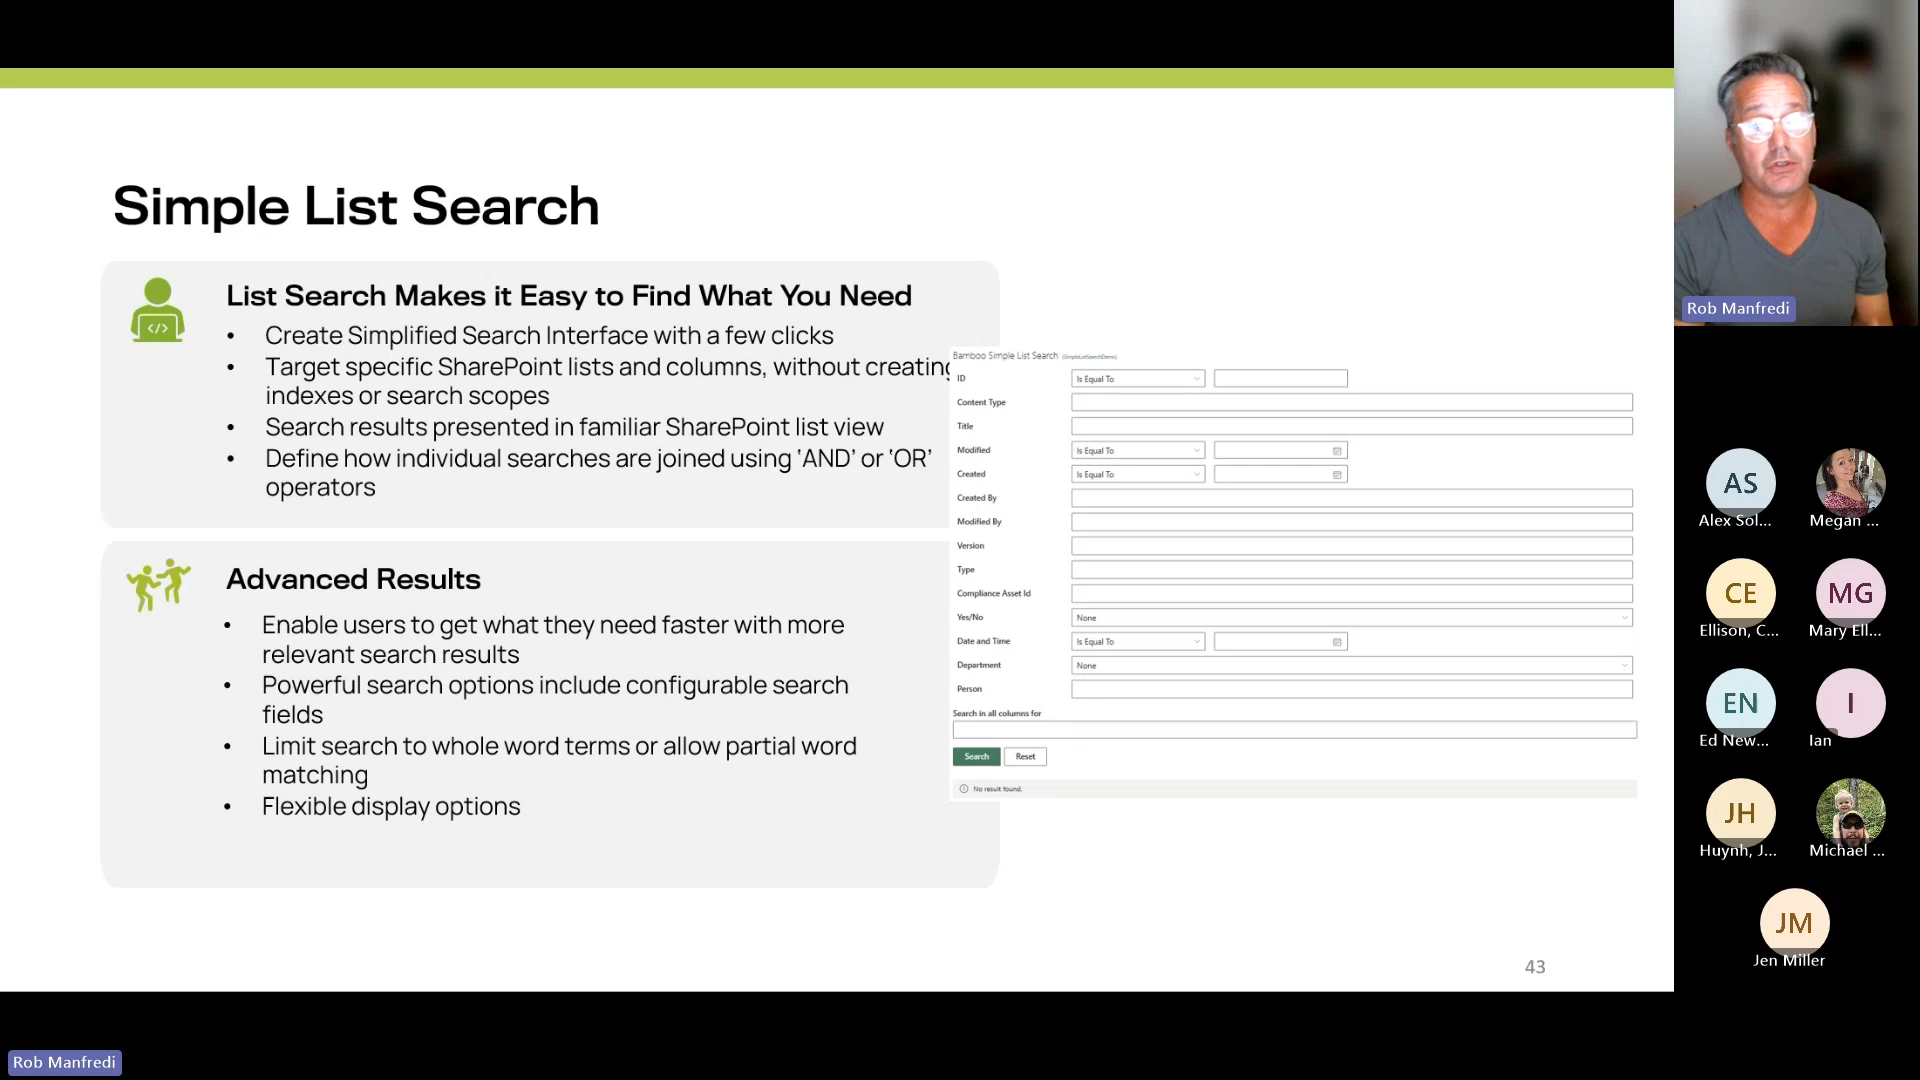 Simple List Search
List Search Makes it Easy to Find What You Need
• Create Simplified Search Interface with a few clicks
• Target specific SharePoint lists and columns, without creating
indexes or search scopes
• Search results presented in familiar SharePoint list view
• Define how individual searches are joined using ‘AND’ or ‘OR’
operators
Advanced Results
• Enable users to get what they need faster with more
relevant search results
• Powerful search options include configurable search
fields
• Limit search to whole word terms or allow partial word
matching
• Flexible display options
Bamboo Simple List Search (SimpleListSearchDemo)
ID Is Equal To
Content Type
Title
Modified Is Equal To
Created Is Equal To
Created By
Modified By
Version
Type
Compliance Asset Id
Yes/No None
Date and Time Is Equal To
Department None
Person
Search in all columns for
Search Reset
No result found.
43
Rob Manfredi
</>
AS MG
Alex Sol... Megan ...
CE
Ellison, C... Mary Ell...
EN I
Ed New... Ian
JH
Huynh, J... Michael ...
JM
Jen Miller
Rob Manfredi